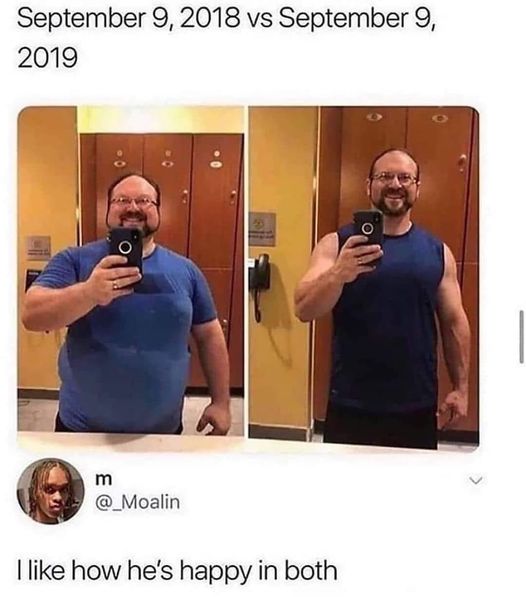 September 9, 2018 vs September 9,
2019
m
@_Moalin
I like how he's happy in both